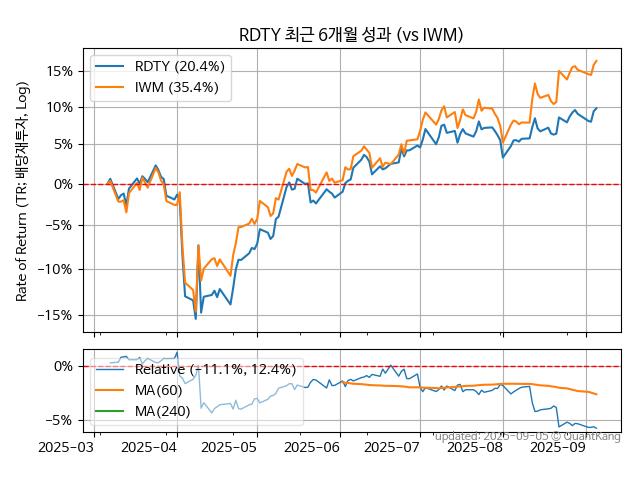 RDTY 최근 6개월 성과 (vs IWM)
RDTY (20.4%)
IWM (35.4%)
Rate of Return (TR: 배당재투자, Log)
15%
10%
5%
0%
−5%
−10%
−15%
Relative (−11.1%, 12.4%)
MA(60)
MA(240)
0%
−5%
updated: 2025-09-05 © QuantKang
2025-03
2025-04
2025-05
2025-06
2025-07
2025-08
2025-09